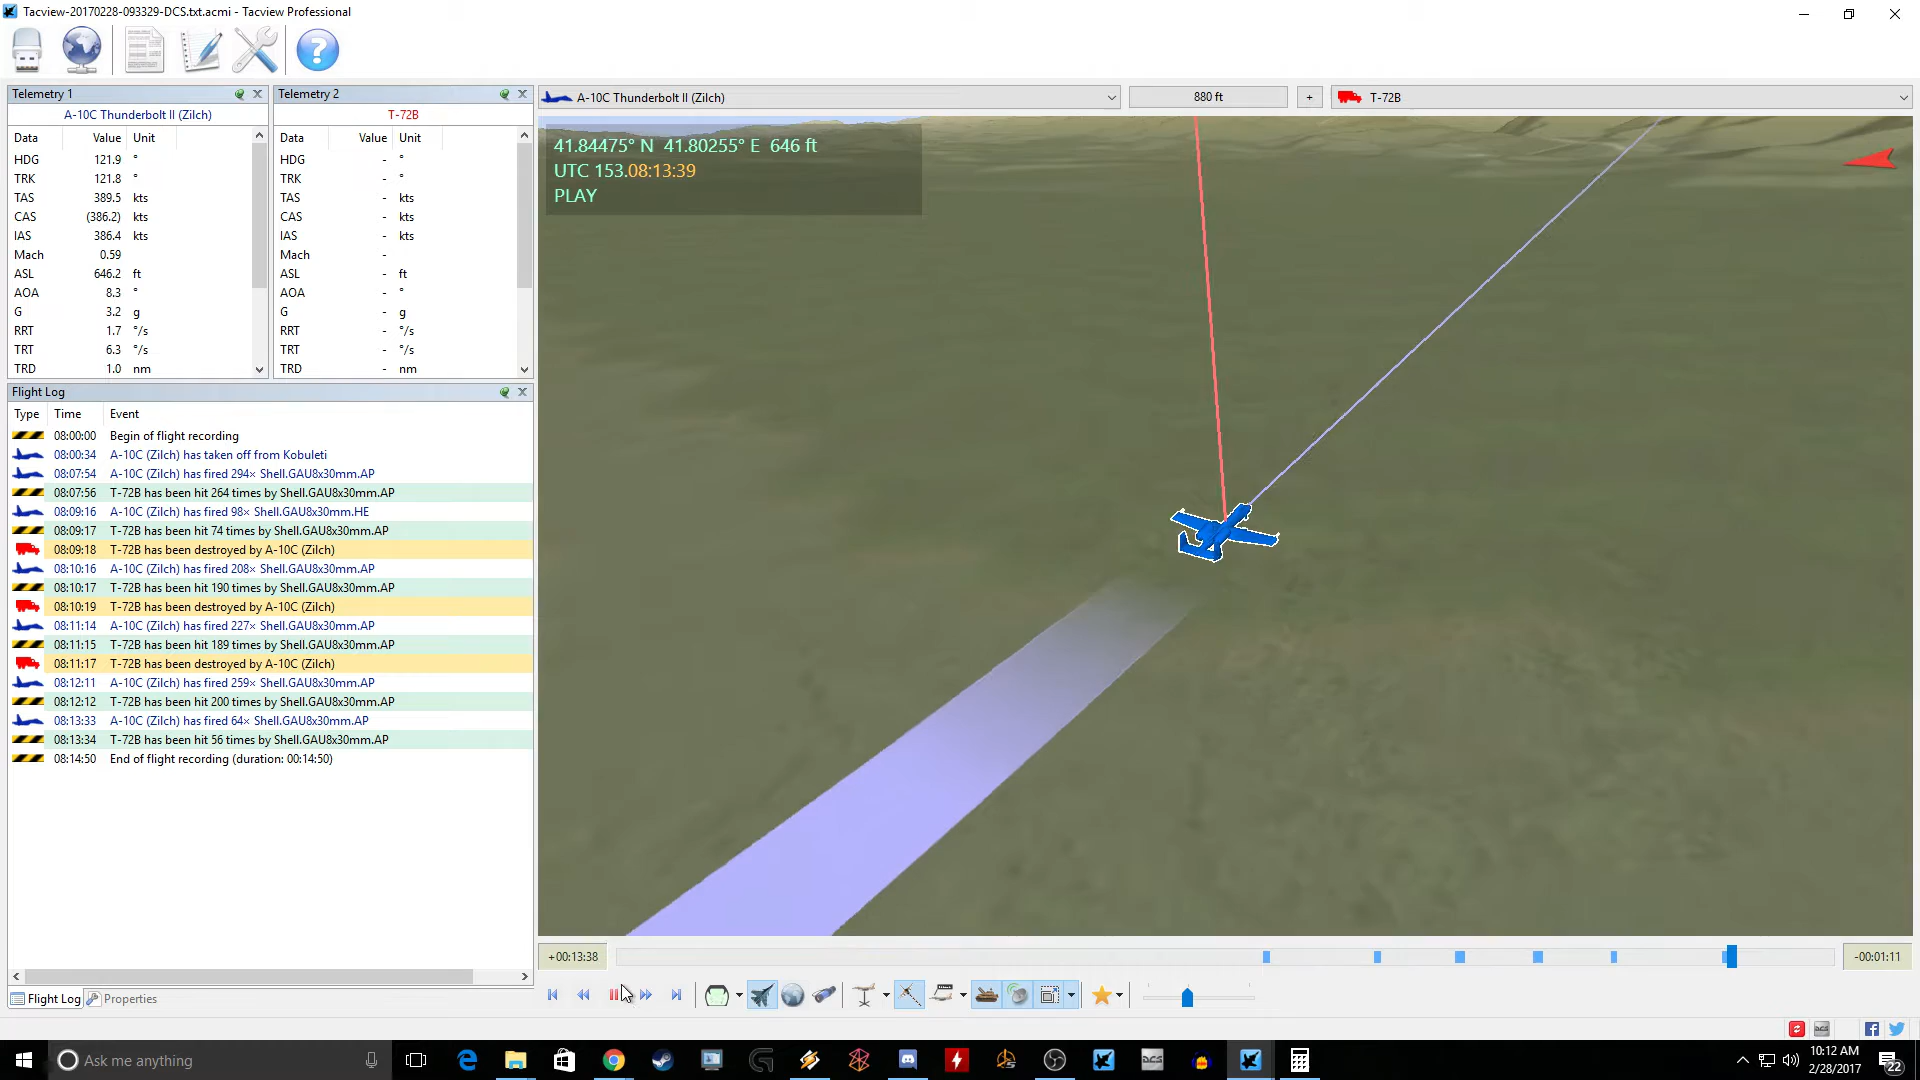 Tacview-20170228-093329-DCS.txt.acmi - Tacview Professional
Telemetry 1
A-10C Thunderbolt II (Zilch)
Data Value Unit
HDG 121.9 °
TRK 121.8 °
TAS 389.5 kts
CAS (386.2) kts
IAS 386.4 kts
Mach 0.59
ASL 646.2 ft
AOA 8.3 °
G 3.2 g
RRT 1.7 °/s
TRT 6.3 °/s
TRD 1.0 nm
Telemetry 2
T-72B
Data Value Unit
HDG - °
TRK - °
TAS - kts
CAS - kts
IAS - kts
Mach -
ASL - ft
AOA - °
G - g
RRT - °/s
TRT - °/s
TRD - nm
A-10C Thunderbolt II (Zilch)
880 ft
+
T-72B
41.84475° N 41.80255° E 646 ft
UTC 153.08:13:39
PLAY
Flight Log
Type Time Event
08:00:00 Begin of flight recording
08:00:34 A-10C (Zilch) has taken off from Kobuleti
08:07:54 A-10C (Zilch) has fired 294× Shell.GAU8x30mm.AP
08:07:56 T-72B has been hit 264 times by Shell.GAU8x30mm.AP
08:09:16 A-10C (Zilch) has fired 98× Shell.GAU8x30mm.HE
08:09:17 T-72B has been hit 74 times by Shell.GAU8x30mm.AP
08:09:18 T-72B has been destroyed by A-10C (Zilch)
08:10:16 A-10C (Zilch) has fired 208× Shell.GAU8x30mm.AP
08:10:17 T-72B has been hit 190 times by Shell.GAU8x30mm.AP
08:10:19 T-72B has been destroyed by A-10C (Zilch)
08:11:14 A-10C (Zilch) has fired 227× Shell.GAU8x30mm.AP
08:11:15 T-72B has been hit 189 times by Shell.GAU8x30mm.AP
08:11:17 T-72B has been destroyed by A-10C (Zilch)
08:12:11 A-10C (Zilch) has fired 259× Shell.GAU8x30mm.AP
08:12:12 T-72B has been hit 200 times by Shell.GAU8x30mm.AP
08:13:33 A-10C (Zilch) has fired 64× Shell.GAU8x30mm.AP
08:13:34 T-72B has been hit 56 times by Shell.GAU8x30mm.AP
08:14:50 End of flight recording (duration: 00:14:50)
Flight Log Properties
+00:13:38
-00:01:11
Ask me anything
DCS
10:12 AM
2/28/2017
22